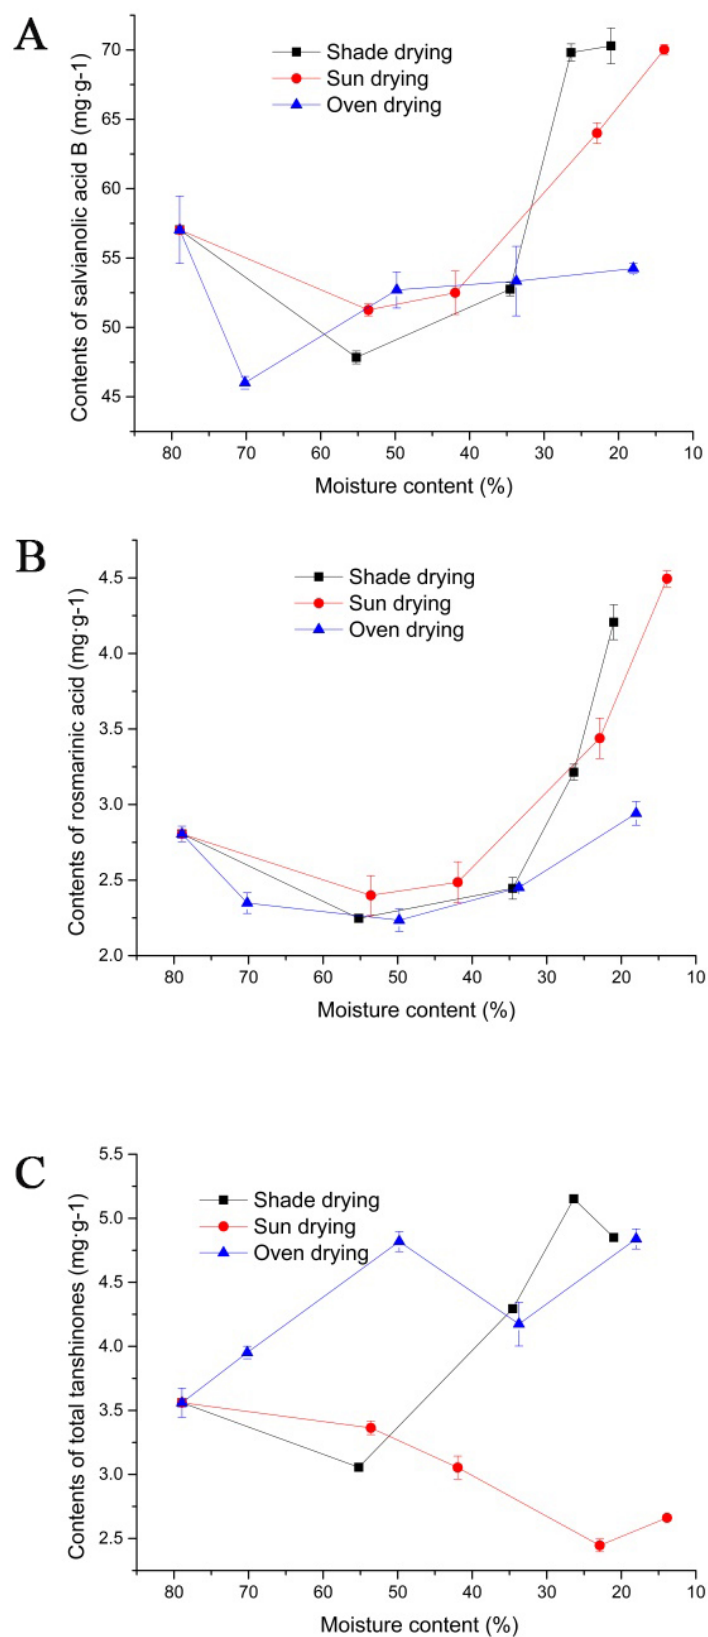 A
Contents of salvianolic acid B (mg·g-1)
Shade drying
Sun drying
Oven drying
70
65
60
55
50
45
80 70 60 50 40 30 20 10
Moisture content (%)
B
Contents of rosmarinic acid (mg·g-1)
Shade drying
Sun drying
Oven drying
4.5
4.0
3.5
3.0
2.5
2.0
80 70 60 50 40 30 20 10
Moisture content (%)
C
Contents of total tanshinones (mg·g-1)
Shade drying
Sun drying
Oven drying
5.5
5.0
4.5
4.0
3.5
3.0
2.5
80 70 60 50 40 30 20 10
Moisture content (%)